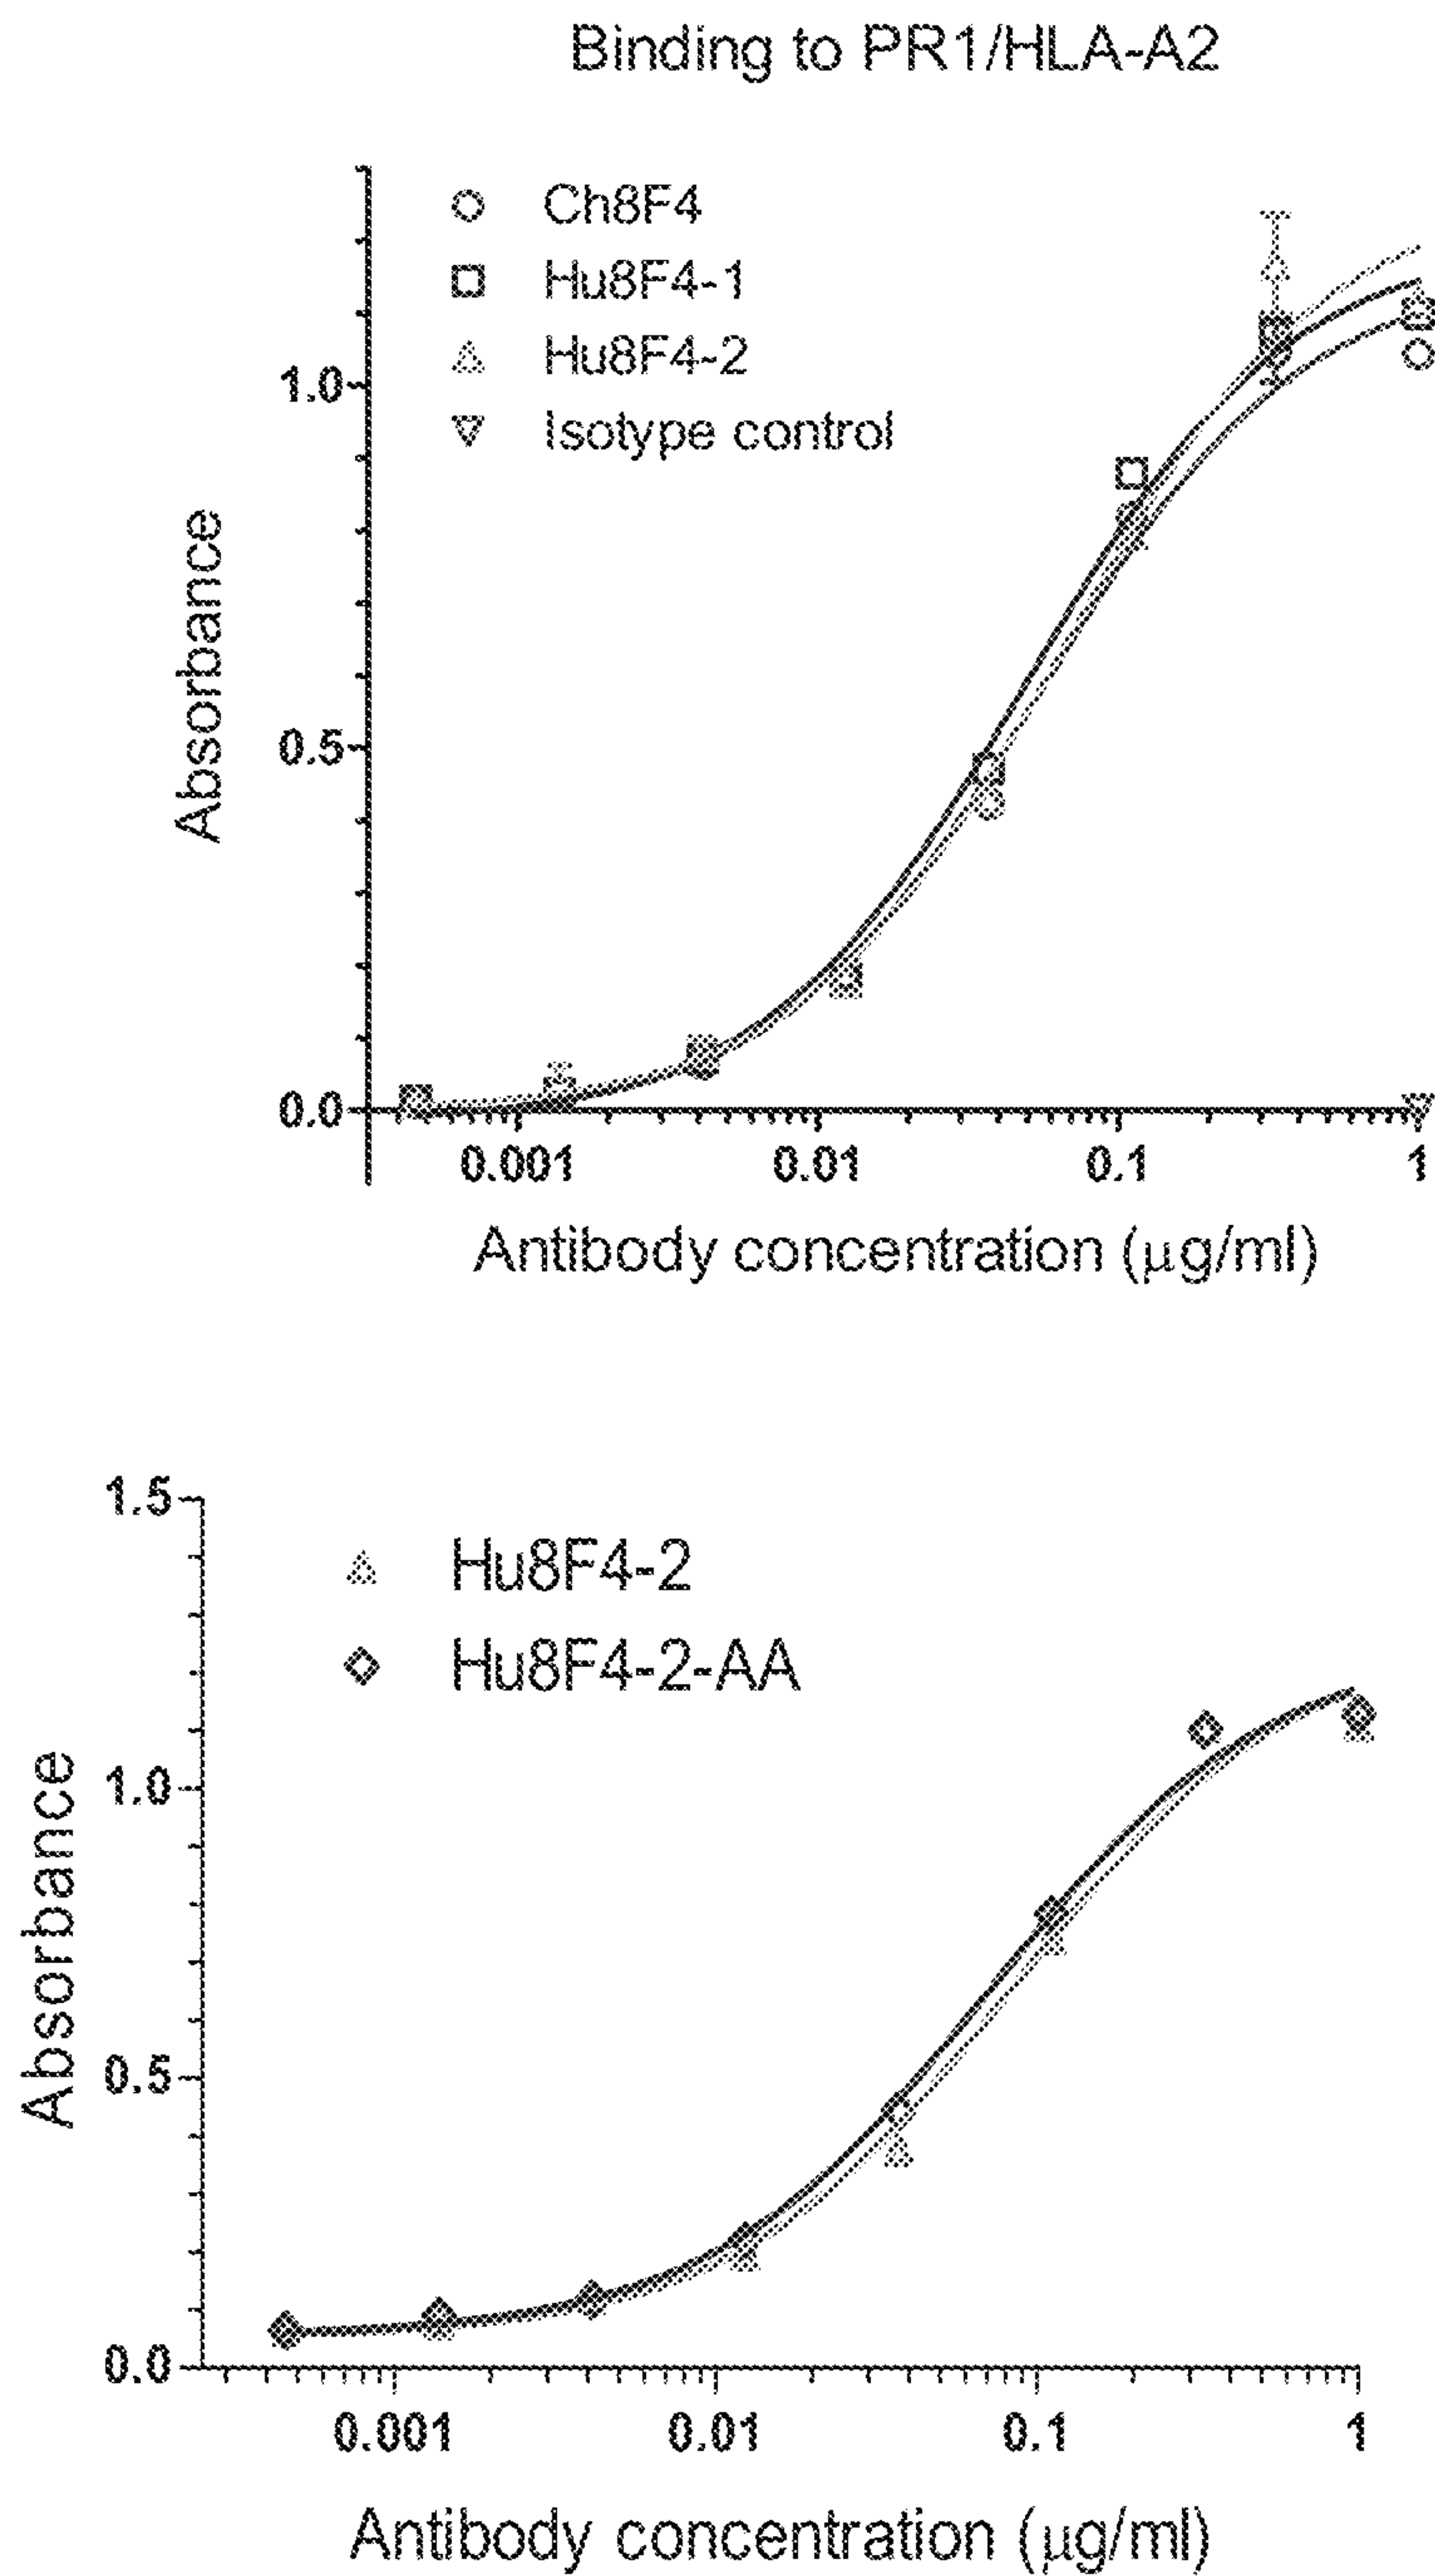 Binding to PR1/HLA-A2
Ch8F4
Hu8F4-1
Hu8F4-2
Isotype control
Absorbance
1.0
0.5
0.0
0.001 0.01 0.1 1
Antibody concentration (μg/ml)
1.5
Hu8F4-2
Hu8F4-2-AA
Absorbance
1.0
0.5
0.0
0.001 0.01 0.1 1
Antibody concentration (μg/ml)